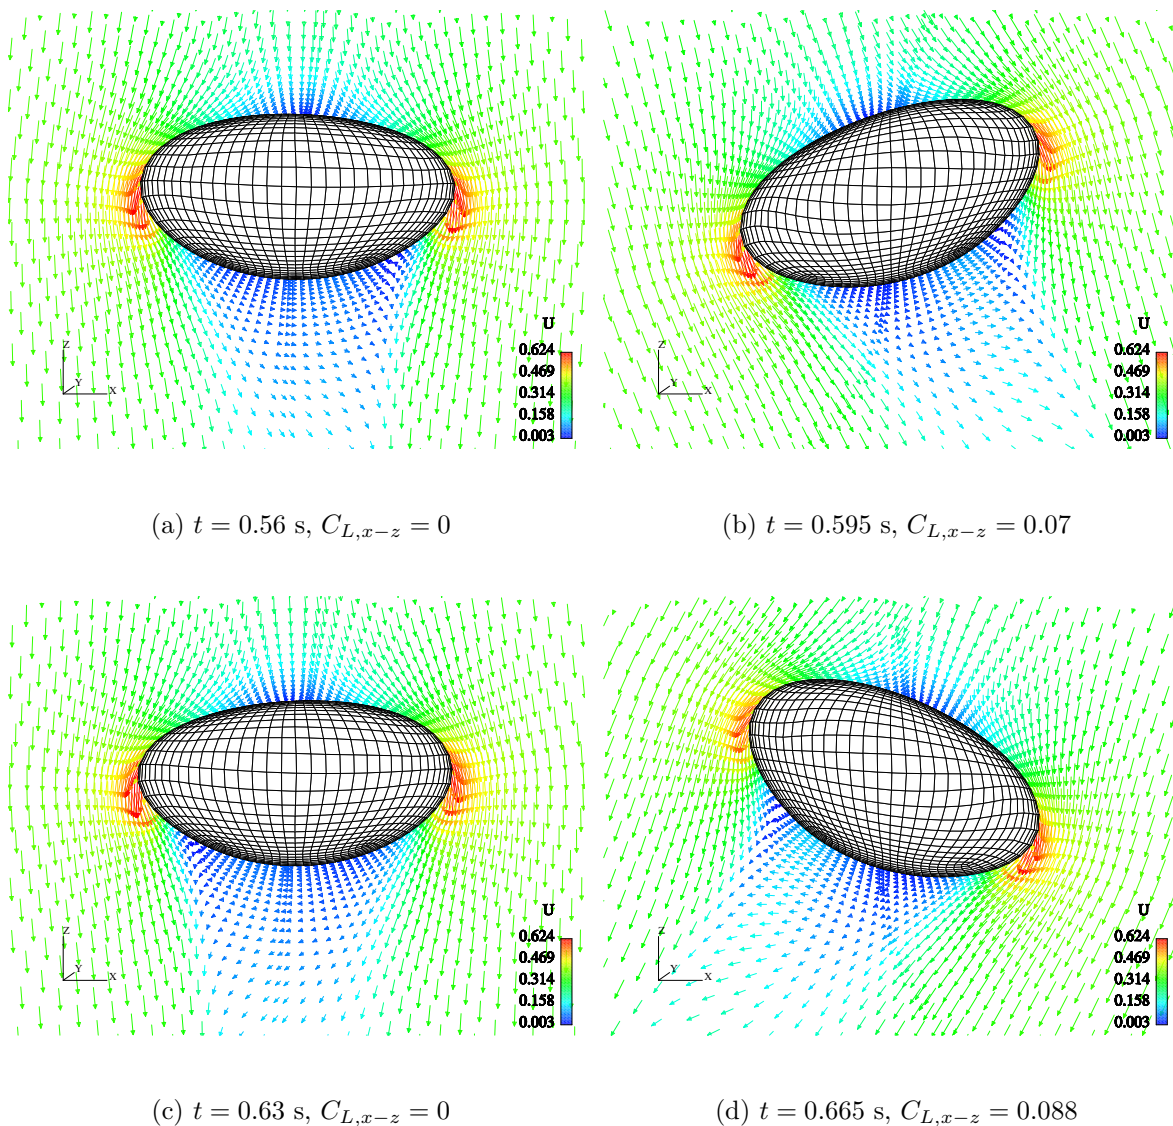 U
0.624
0.469
0.314
0.158
0.003
Z
Y
X
U
0.624
0.469
0.314
0.158
0.003
Z
Y
X
(a) t = 0.56 s, C_{L,x−z} = 0
(b) t = 0.595 s, C_{L,x−z} = 0.07
U
0.624
0.469
0.314
0.158
0.003
Z
Y
X
U
0.624
0.469
0.314
0.158
0.003
Z
Y
X
(c) t = 0.63 s, C_{L,x−z} = 0
(d) t = 0.665 s, C_{L,x−z} = 0.088